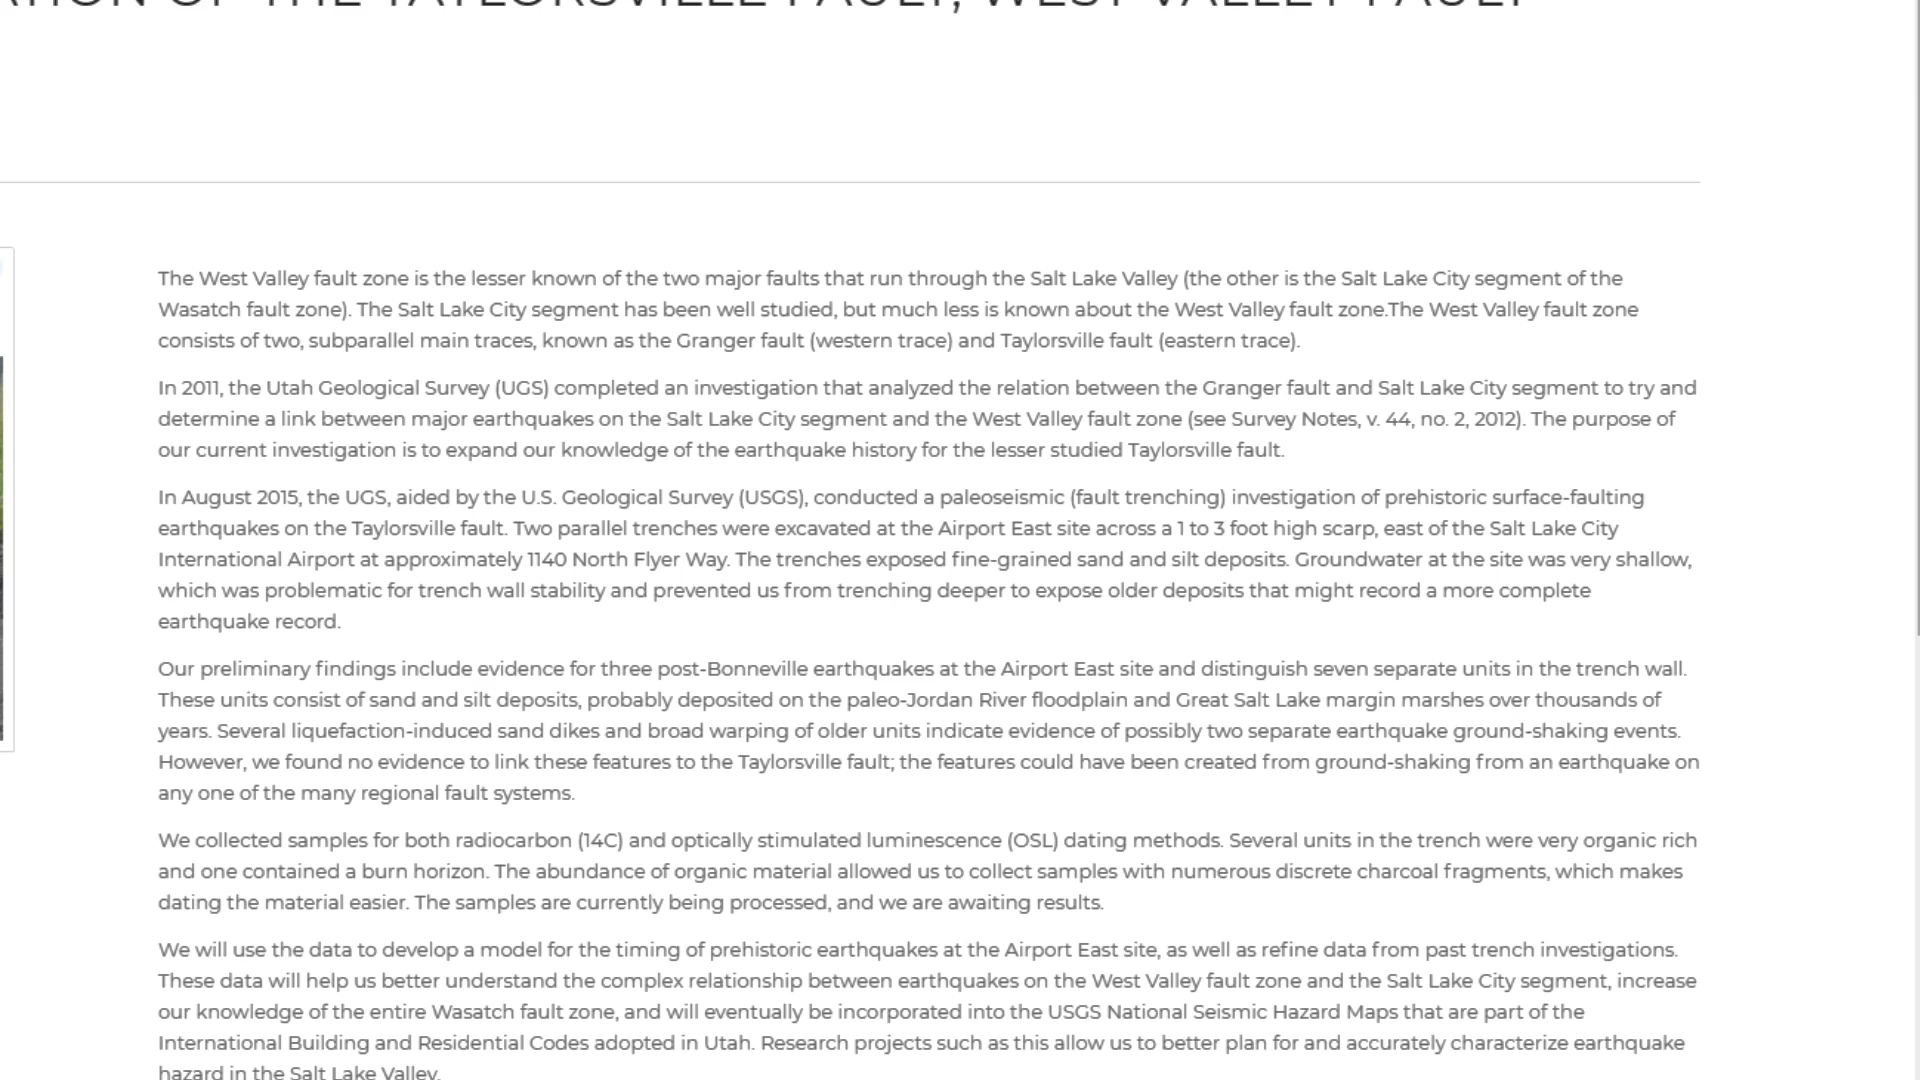 ATION OF THE TAYLORSVILLE FAULT, WEST VALLEY FAULT
The West Valley fault zone is the lesser known of the two major faults that run through the Salt Lake Valley (the other is the Salt Lake City segment of the
Wasatch fault zone). The Salt Lake City segment has been well studied, but much less is known about the West Valley fault zone.The West Valley fault zone
consists of two, subparallel main traces, known as the Granger fault (western trace) and Taylorsville fault (eastern trace).
In 2011, the Utah Geological Survey (UGS) completed an investigation that analyzed the relation between the Granger fault and Salt Lake City segment to try and
determine a link between major earthquakes on the Salt Lake City segment and the West Valley fault zone (see Survey Notes, v. 44, no. 2, 2012). The purpose of
our current investigation is to expand our knowledge of the earthquake history for the lesser studied Taylorsville fault.
In August 2015, the UGS, aided by the U.S. Geological Survey (USGS), conducted a paleoseismic (fault trenching) investigation of prehistoric surface-faulting
earthquakes on the Taylorsville fault. Two parallel trenches were excavated at the Airport East site across a 1 to 3 foot high scarp, east of the Salt Lake City
International Airport at approximately 1140 North Flyer Way. The trenches exposed fine-grained sand and silt deposits. Groundwater at the site was very shallow,
which was problematic for trench wall stability and prevented us from trenching deeper to expose older deposits that might record a more complete
earthquake record.
Our preliminary findings include evidence for three post-Bonneville earthquakes at the Airport East site and distinguish seven separate units in the trench wall.
These units consist of sand and silt deposits, probably deposited on the paleo-Jordan River floodplain and Great Salt Lake margin marshes over thousands of
years. Several liquefaction-induced sand dikes and broad warping of older units indicate evidence of possibly two separate earthquake ground-shaking events.
However, we found no evidence to link these features to the Taylorsville fault; the features could have been created from ground-shaking from an earthquake on
any one of the many regional fault systems.
We collected samples for both radiocarbon (14C) and optically stimulated luminescence (OSL) dating methods. Several units in the trench were very organic rich
and one contained a burn horizon. The abundance of organic material allowed us to collect samples with numerous discrete charcoal fragments, which makes
dating the material easier. The samples are currently being processed, and we are awaiting results.
We will use the data to develop a model for the timing of prehistoric earthquakes at the Airport East site, as well as refine data from past trench investigations.
These data will help us better understand the complex relationship between earthquakes on the West Valley fault zone and the Salt Lake City segment, increase
our knowledge of the entire Wasatch fault zone, and will eventually be incorporated into the USGS National Seismic Hazard Maps that are part of the
International Building and Residential Codes adopted in Utah. Research projects such as this allow us to better plan for and accurately characterize earthquake
hazard in the Salt Lake Valley.